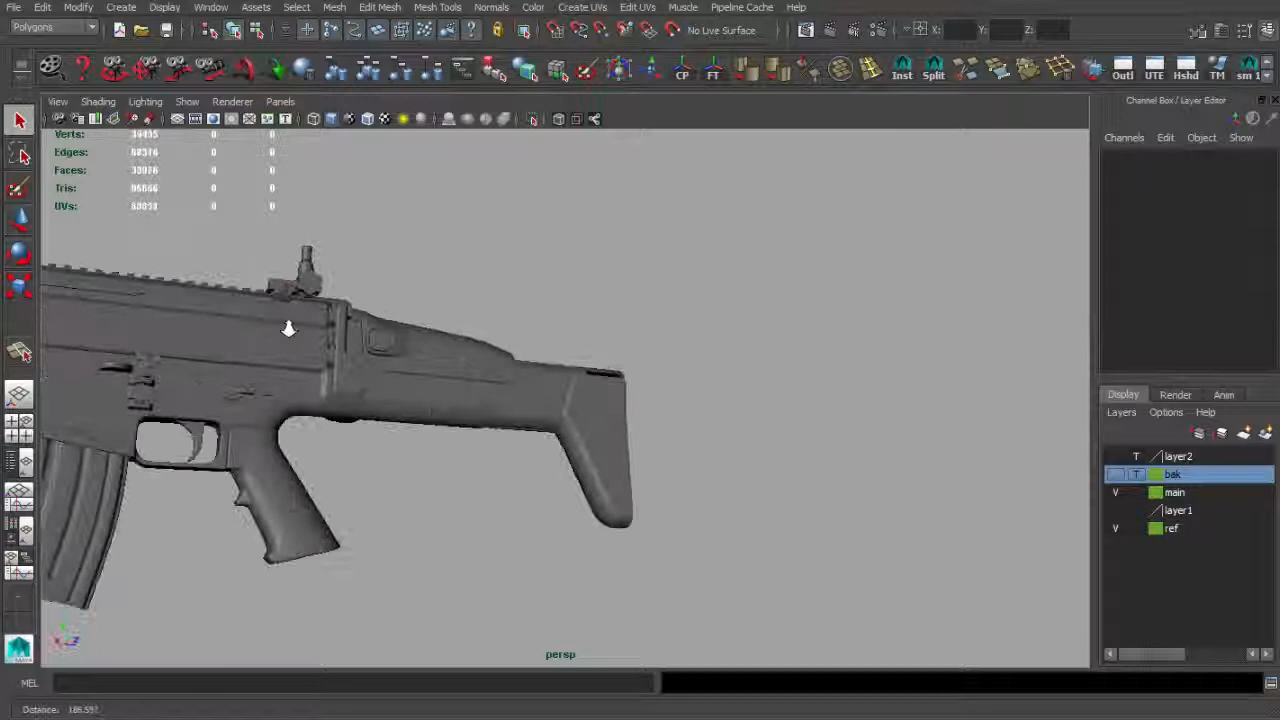 File Edit Modify Create Display Window Assets Select Mesh Edit Mesh Mesh Tools Normals Color Create UVs Edit UVs Muscle Pipeline Cache Help
Polygons No Live Surface X: Y: Z:
CP FT Inst Split Outl UTE Hshd TM sm 1
Channel Box / Layer Editor
View Shading Lighting Show Renderer Panels
Channels Edit Object Show
Verts: 0 0
Edges: 0 0
Faces: 0 0
Tris: 0 0
UVs: 0 0
Display Render Anim
Layers Options Help
T layer2
T bak
V main
layer1
V ref
persp
MEL
Distance: